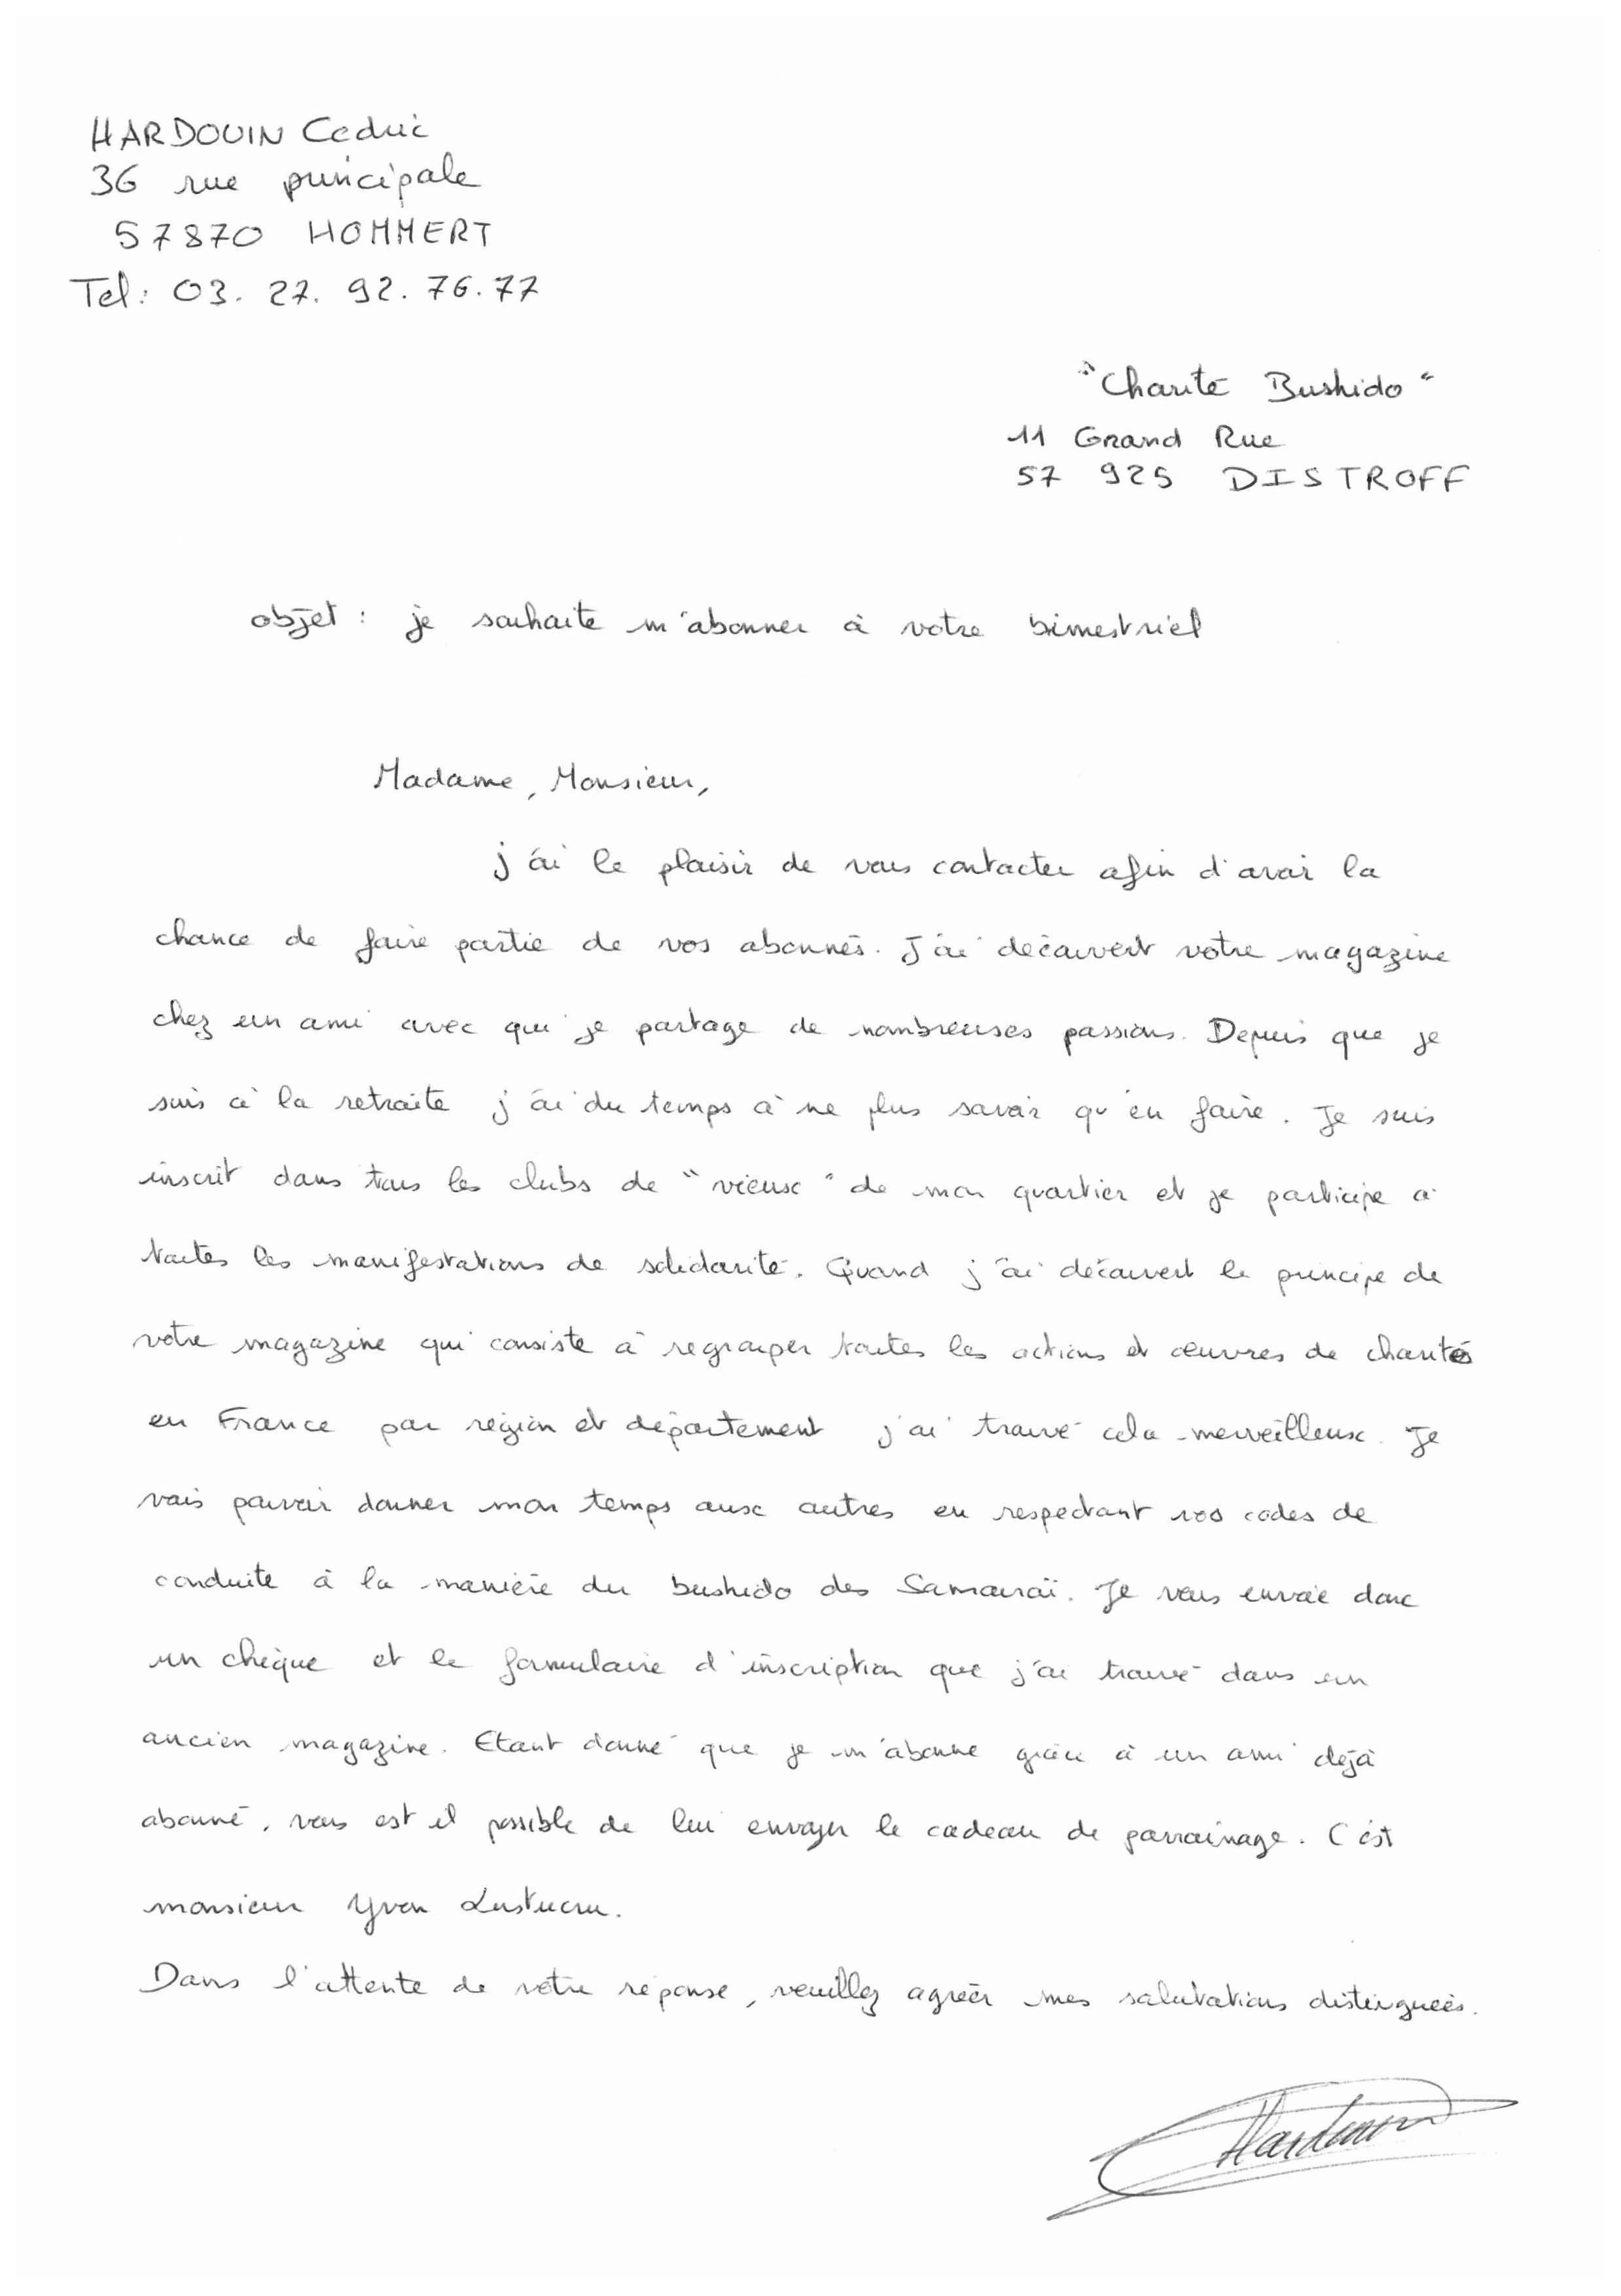 HARDOUIN Cedric
36 rue principale
57870 HOMMERT
Tel: 03. 27. 92. 76. 77
"Charité Bushido"
11 Grand Rue
57 925 DISTROFF
objet : je souhaite m'abonner à votre bimestriel
Madame, Monsieur,
j'ai le plaisir de vous contacter afin d'avoir la
chance de faire partie de vos abonnés. J'ai découvert votre magazine
chez un ami avec qui je partage de nombreuses passions. Depuis que je
suis à la retraite j'ai du temps à ne plus savoir qu'en faire. Je suis
inscrit dans tous les clubs de "vieux" de mon quartier et je participe à
toutes les manifestations de solidarité. Quand j'ai découvert le principe de
votre magazine qui consiste à regrouper toutes les actions et œuvres de charités
en France par région et département j'ai trouvé cela merveilleux. Je
vais pouvoir donner mon temps aux autres en respectant vos codes de
conduite à la manière du bushido des Samouraï. Je vous envoie donc
un chèque et le formulaire d'inscription que j'ai trouvé dans un
ancien magazine. Etant donné que je m'abonne grâce à un ami déjà
abonné, vous est il possible de lui envoyer le cadeau de parrainage. C'est
monsieur Yvon Lustucru.
Dans l'attente de votre réponse, veuillez agréer mes salutations distinguées.
Hardouin